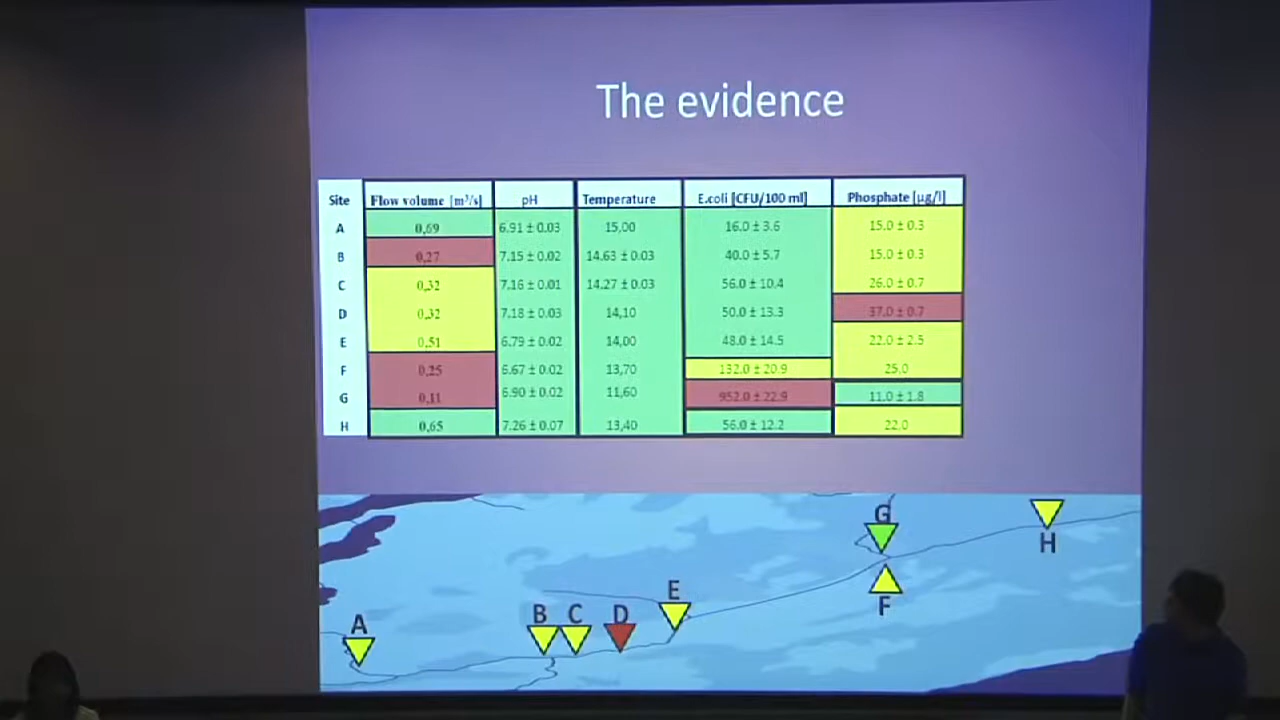 The evidence
Site Flow volume [m³/s] pH Temperature E.coli [CFU/100 ml] Phosphate [µg/l]
A 0,69 6.91 ± 0.03 15,00 16.0 ± 3.6 15.0 ± 0.3
B 0,27 7.15 ± 0.02 14.63 ± 0.03 40.0 ± 5.7 15.0 ± 0.3
C 0,32 7.16 ± 0.01 14.27 ± 0.03 56.0 ± 10.4 26.0 ± 0.7
D 0,32 7.18 ± 0.03 14,10 50.0 ± 13.3 37.0 ± 0.7
E 0,51 6.79 ± 0.02 14,00 48.0 ± 14.5 22.0 ± 2.5
F 0,25 6.67 ± 0.02 13,70 132.0 ± 20.9 25,0
G 0,11 6.90 ± 0.02 11,60 952.0 ± 22.9 11.0 ± 1.8
H 0,65 7.26 ± 0.07 13,40 56.0 ± 12.2 22,0
G
H
E
F
B C D
A